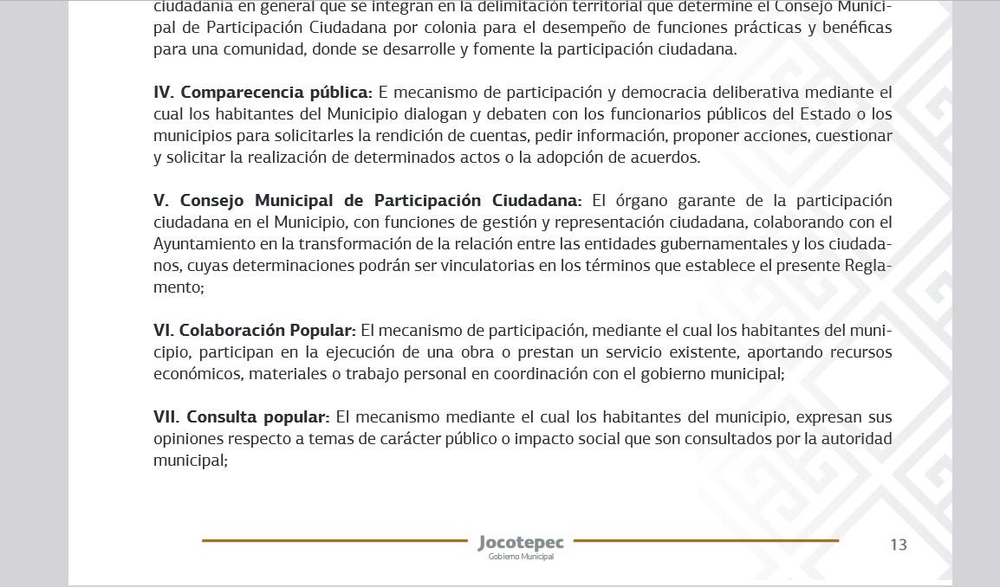 ciudadanía en general que se integran en la delimitación territorial que determine el Consejo Munici-
pal de Participación Ciudadana por colonia para el desempeño de funciones prácticas y benéficas
para una comunidad, donde se desarrolle y fomente la participación ciudadana.
IV. Comparecencia pública: E mecanismo de participación y democracia deliberativa mediante el
cual los habitantes del Municipio dialogan y debaten con los funcionarios públicos del Estado o los
municipios para solicitarles la rendición de cuentas, pedir información, proponer acciones, cuestionar
y solicitar la realización de determinados actos o la adopción de acuerdos.
V. Consejo Municipal de Participación Ciudadana: El órgano garante de la participación
ciudadana en el Municipio, con funciones de gestión y representación ciudadana, colaborando con el
Ayuntamiento en la transformación de la relación entre las entidades gubernamentales y los ciudada-
nos, cuyas determinaciones podrán ser vinculatorias en los términos que establece el presente Regla-
mento;
VI. Colaboración Popular: El mecanismo de participación, mediante el cual los habitantes del muni-
cipio, participan en la ejecución de una obra o prestan un servicio existente, aportando recursos
económicos, materiales o trabajo personal en coordinación con el gobierno municipal;
VII. Consulta popular: El mecanismo mediante el cual los habitantes del municipio, expresan sus
opiniones respecto a temas de carácter público o impacto social que son consultados por la autoridad
municipal;
Jocotepec
Gobierno Municipal
13